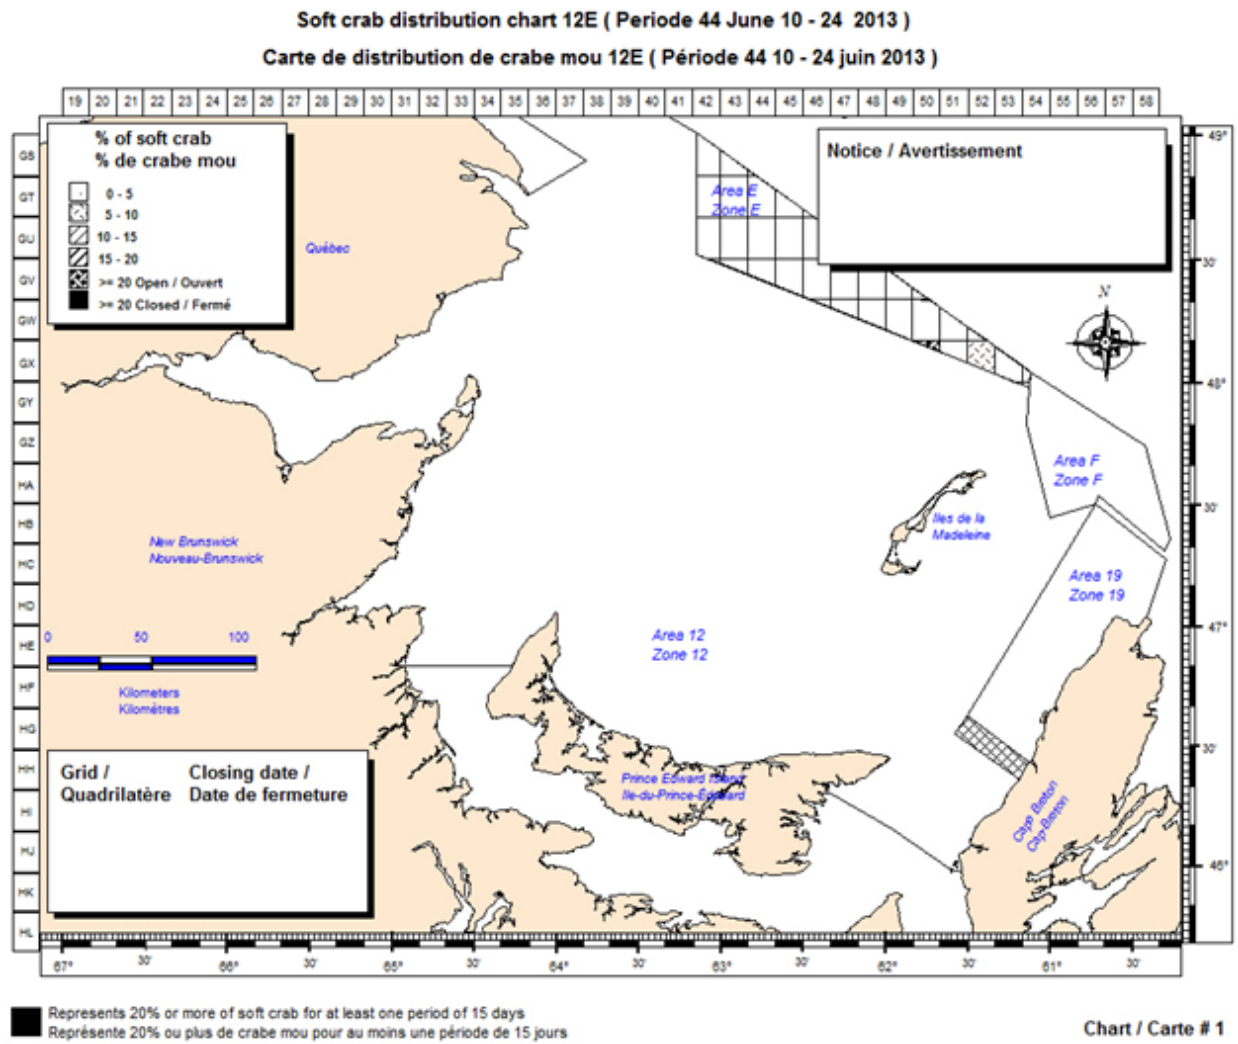 Soft crab distribution chart 12E ( Periode 44 June 10 - 24 2013 )
Carte de distribution de crabe mou 12E ( Période 44 10 - 24 juin 2013 )
19 20 21 22 23 24 25 26 27 28 29 30 31 32 33 34 35 36 37 38 39 40 41 42 43 44 45 46 47 48 49 50 51 52 53 54 55 56 57 58
% of soft crab
% de crabe mou
0 - 5
5 - 10
10 - 15
15 - 20
>= 20 Open / Ouvert
>= 20 Closed / Fermé
Notice / Avertissement
GS
GT
GU
GV
GW
GX
GY
GZ
HA
HB
HC
HD
HE
HF
HG
HH
HI
HJ
HK
HL
49°
30'
48°
30'
47°
30'
46°
Area E
Zone E
Québec
N
Area F
Zone F
Iles de la
Madeleine
New Brunswick
Nouveau-Brunswick
Area 19
Zone 19
Area 12
Zone 12
0 50 100
Kilometers
Kilomètres
Grid / Closing date /
Quadrilatère Date de fermeture
Prince Edward Island
Ile-du-Prince-Édouard
Cape Breton
Cap-Breton
67° 30' 66° 30' 65° 30' 64° 30' 63° 30' 62° 30' 61° 30'
Represents 20% or more of soft crab for at least one period of 15 days
Représente 20% ou plus de crabe mou pour au moins une période de 15 jours
Chart / Carte # 1